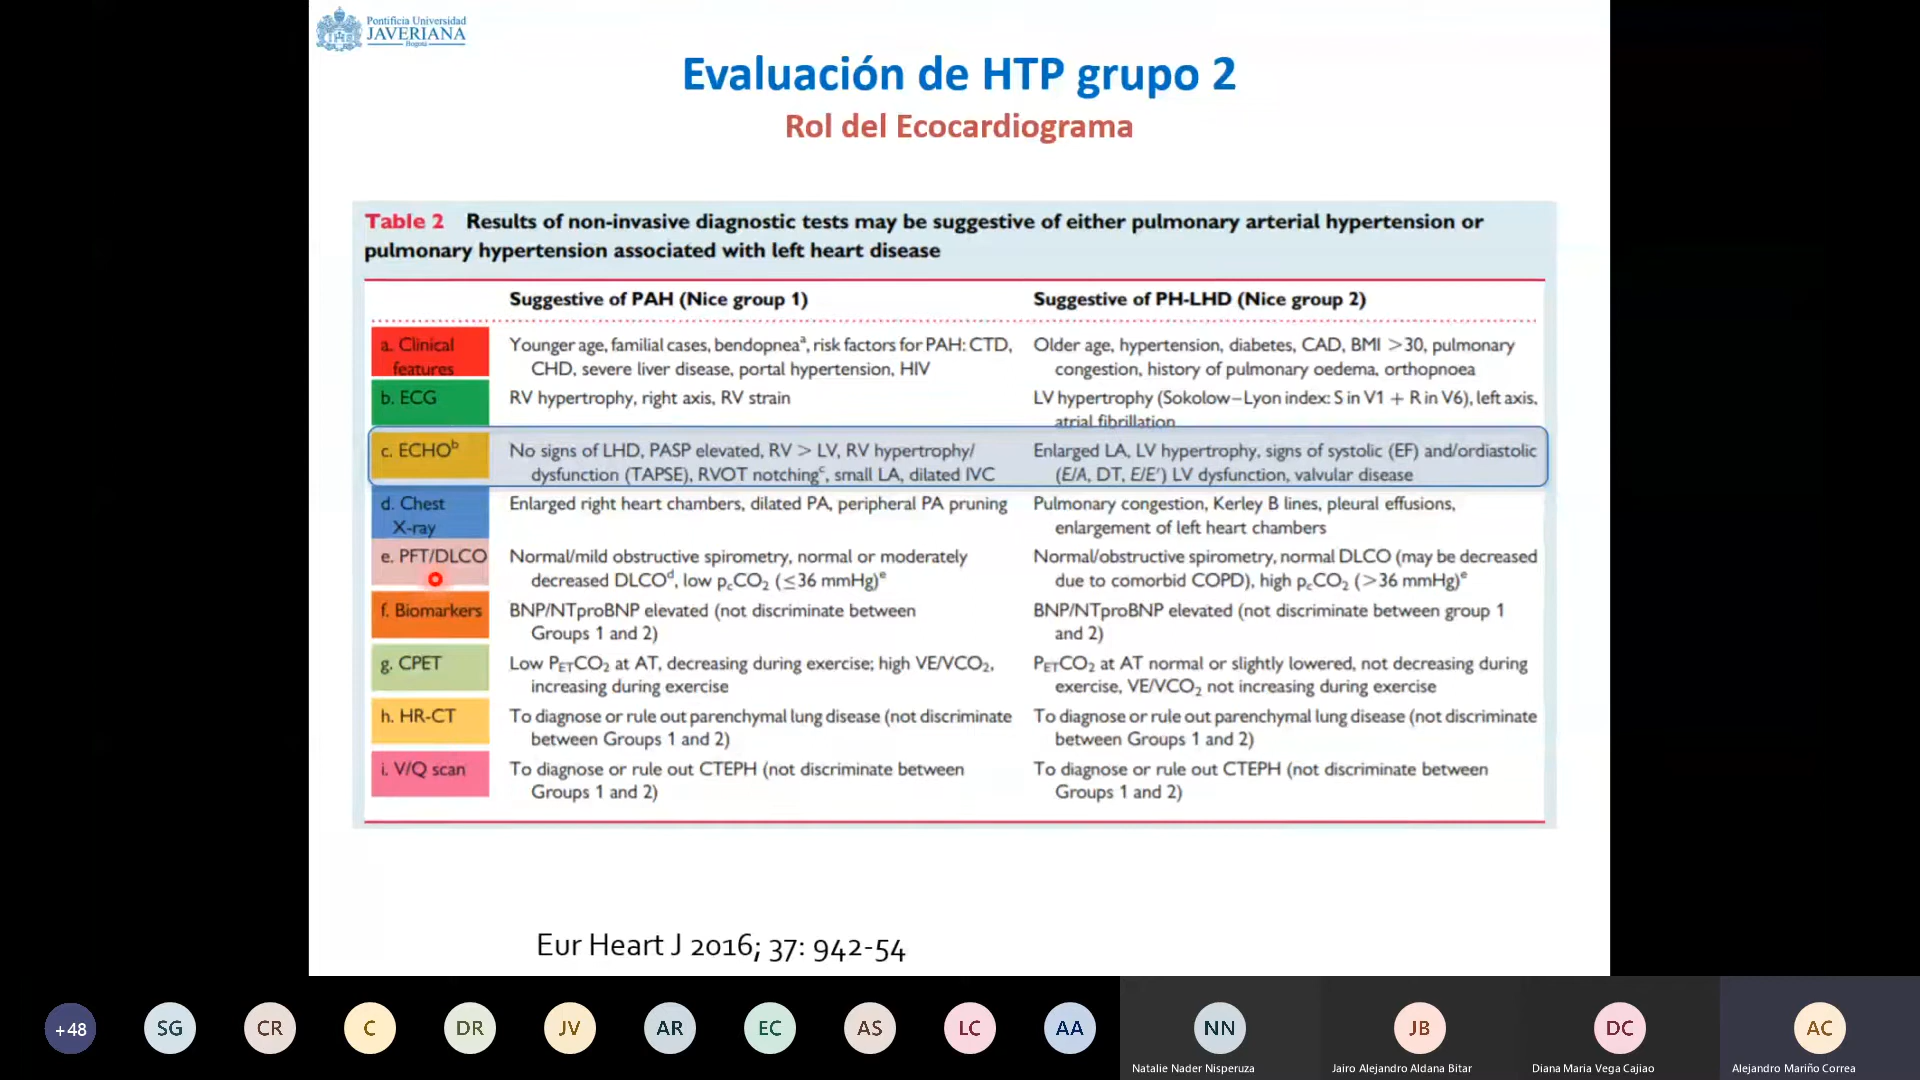 Pontificia Universidad
JAVERIANA
Bogotá
Evaluación de HTP grupo 2
Rol del Ecocardiograma
Table 2 Results of non-invasive diagnostic tests may be suggestive of either pulmonary arterial hypertension or
pulmonary hypertension associated with left heart disease
Suggestive of PAH (Nice group 1) Suggestive of PH-LHD (Nice group 2)
a. Clinical
features
Younger age, familial cases, bendopneaᵃ, risk factors for PAH: CTD,
CHD, severe liver disease, portal hypertension, HIV
Older age, hypertension, diabetes, CAD, BMI >30, pulmonary
congestion, history of pulmonary oedema, orthopnoea
b. ECG
RV hypertrophy, right axis, RV strain
LV hypertrophy (Sokolow–Lyon index: S in V1 + R in V6), left axis,
atrial fibrillation
c. ECHOᵇ
No signs of LHD, PASP elevated, RV > LV, RV hypertrophy/
dysfunction (TAPSE), RVOT notchingᶜ, small LA, dilated IVC
Enlarged LA, LV hypertrophy, signs of systolic (EF) and/ordiastolic
(E/A, DT, E/E′) LV dysfunction, valvular disease
d. Chest
X-ray
Enlarged right heart chambers, dilated PA, peripheral PA pruning
Pulmonary congestion, Kerley B lines, pleural effusions,
enlargement of left heart chambers
e. PFT/DLCO
Normal/mild obstructive spirometry, normal or moderately
decreased DLCOᵈ, low pcCO₂ (≤36 mmHg)ᵉ
Normal/obstructive spirometry, normal DLCO (may be decreased
due to comorbid COPD), high pcCO₂ (>36 mmHg)ᵉ
f. Biomarkers
BNP/NTproBNP elevated (not discriminate between
Groups 1 and 2)
BNP/NTproBNP elevated (not discriminate between group 1
and 2)
g. CPET
Low PETCO₂ at AT, decreasing during exercise; high VE/VCO₂,
increasing during exercise
PETCO₂ at AT normal or slightly lowered, not decreasing during
exercise, VE/VCO₂ not increasing during exercise
h. HR-CT
To diagnose or rule out parenchymal lung disease (not discriminate
between Groups 1 and 2)
To diagnose or rule out parenchymal lung disease (not discriminate
between Groups 1 and 2)
i. V/Q scan
To diagnose or rule out CTEPH (not discriminate between
Groups 1 and 2)
To diagnose or rule out CTEPH (not discriminate between
Groups 1 and 2)
Eur Heart J 2016; 37: 942-54
+48 SG CR C DR JV AR EC AS LC AA NN JB DC AC
Natalie Nader Nisperuza Jairo Alejandro Aldana Bitar Diana Maria Vega Cajiao Alejandro Mariño Correa